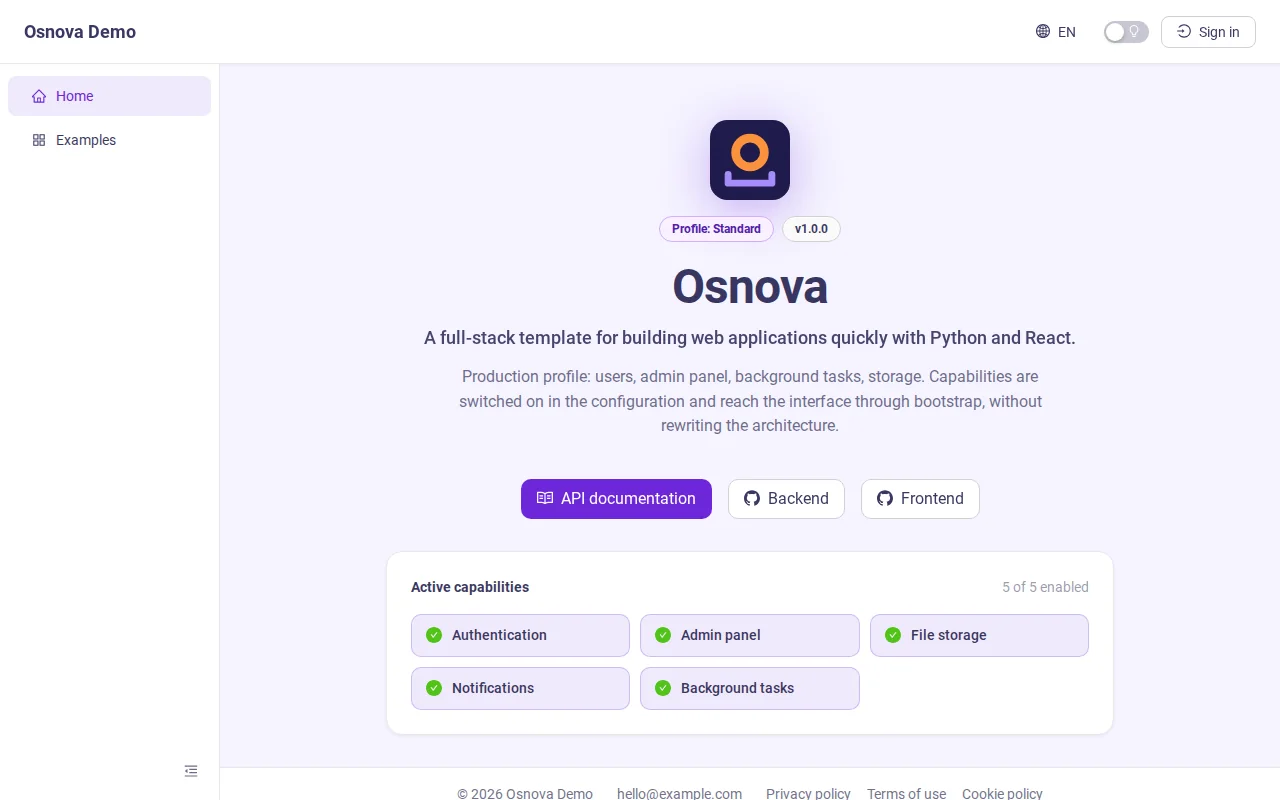 Osnova Demo
EN
Sign in
Home
Examples
Profile: Standard
v1.0.0
Osnova
A full-stack template for building web applications quickly with Python and React.
Production profile: users, admin panel, background tasks, storage. Capabilities are
switched on in the configuration and reach the interface through bootstrap, without
rewriting the architecture.
API documentation
Backend
Frontend
Active capabilities
5 of 5 enabled
Authentication
Admin panel
File storage
Notifications
Background tasks
© 2026 Osnova Demo
hello@example.com
Privacy policy
Terms of use
Cookie policy